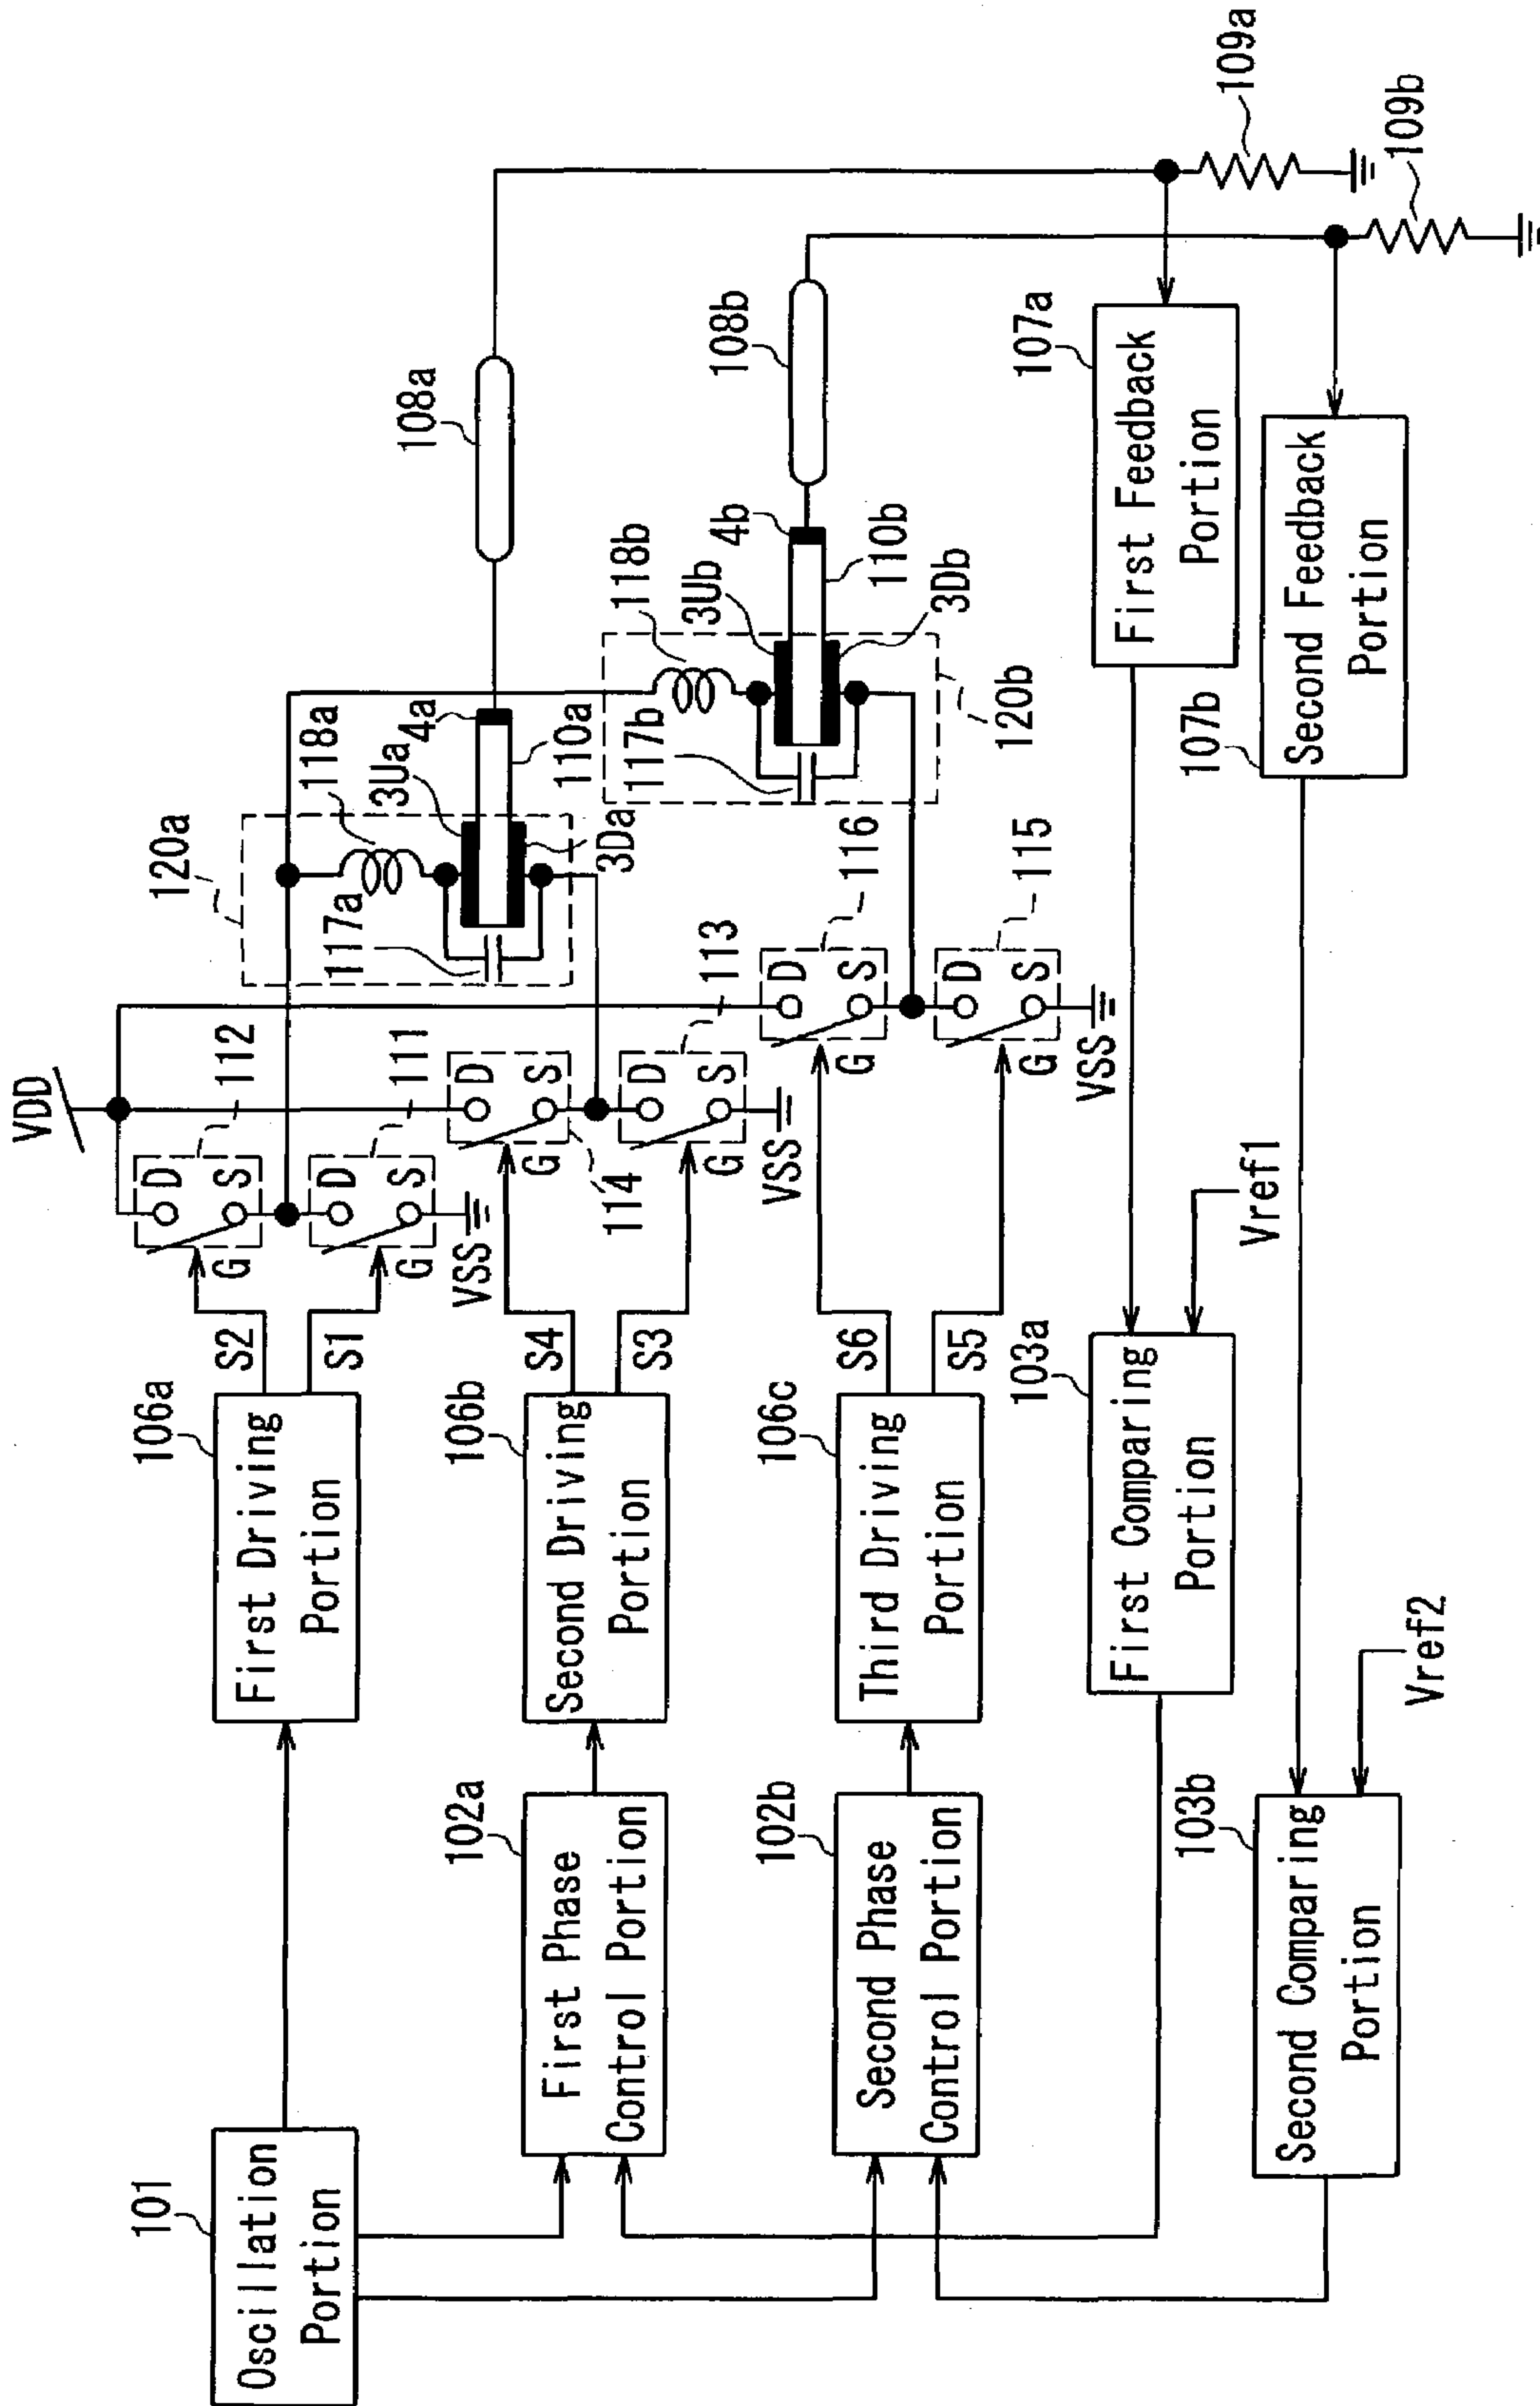 VDD
101
Oscillation
Portion
106a
First Driving
Portion
S2
S1
G
D
S
112
G
D
S
111
VSS
102a
First Phase
Control Portion
106b
Second Driving
Portion
S4
S3
G
D
S
114
G
D
S
113
VSS
102b
Second Phase
Control Portion
106c
Third Driving
Portion
S6
S5
G
D
S
116
G
D
S
115
VSS
120a
117a
118a
3Ua
4a
110a
3Da
108a
118b
3Ub
4b
117b
110b
3Db
120b
108b
103a
First Comparing
Portion
Vref1
107a
First Feedback
Portion
109a
103b
Second Comparing
Portion
Vref2
107b
Second Feedback
Portion
109b